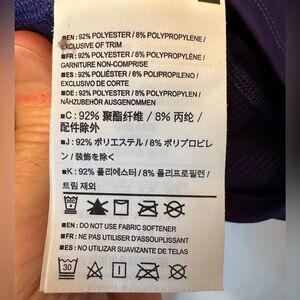 ■EN: 92% POLYESTER / 8% POLYPROPYLENE /
EXCLUSIVE OF TRIM
■FR: 92% POLYESTER / 8% POLYPROPYLÈNE /
GARNITURE NON-COMPRISE
■ES: 92% POLIÉSTER / 8% POLIPROPILENO /
EXCLUSIVO DE CORTE
■DE: 92% POLYESTER / 8% POLYPROPYLEN /
NÄHZUBEHÖR AUSGENOMMEN
■C: 92% 聚酯纤维 / 8% 丙纶 /
配件除外
■J: 92% ポリエステル / 8% ポリプロピレ
ン / 装飾を除く
■K: 92% 폴리에스터 / 8% 폴리프로필렌 /
트림 제외
■EN: DO NOT USE FABRIC SOFTENER
■FR: NE PAS UTILISER D'ASSOUPLISSANT
■ES: NO UTILIZAR SUAVIZANTE DE TELAS
30